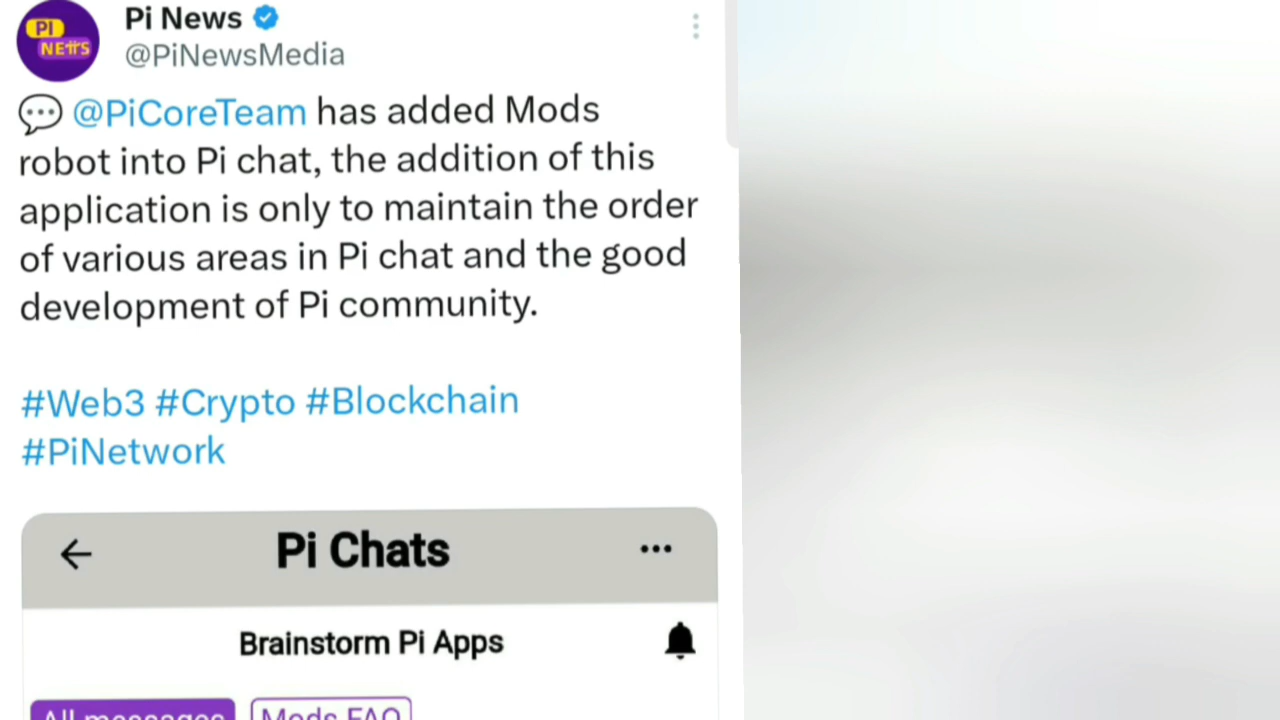 PI
NEWS
Pi News
@PiNewsMedia
💬 @PiCoreTeam has added Mods
robot into Pi chat, the addition of this
application is only to maintain the order
of various areas in Pi chat and the good
development of Pi community.
#Web3 #Crypto #Blockchain
#PiNetwork
Pi Chats
Brainstorm Pi Apps
All messages Mods FAQ